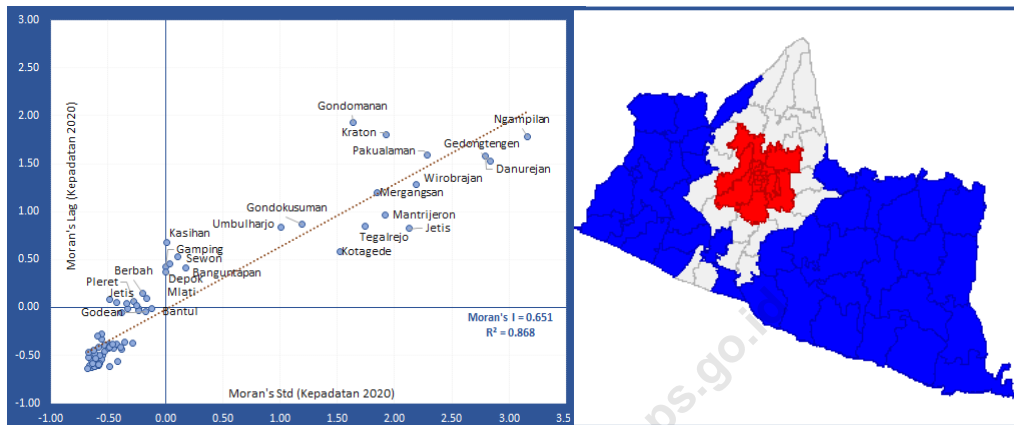 3.00
2.50
2.00
1.50
1.00
0.50
0.00
-0.50
-1.00
Moran's Lag (Kepadatan 2020)
Gondomanan
Ngampilan
Kraton
Gedongtengen
Pakualaman
Danurejan
Wirobrajan
Mergangsan
Gondokusuman
Mantrijeron
Umbulharjo
Jetis
Kasihan
Tegalrejo
Gamping
Kotagede
Sewon
Berbah
Banguntapan
Pleret
Depok
Jetis
Mlati
Godean
Bantul
Moran's I = 0.651
R² = 0.868
Moran's Std (Kepadatan 2020)
-1.00 -0.50 0.00 0.50 1.00 1.50 2.00 2.50 3.00 3.5
ps.go.i